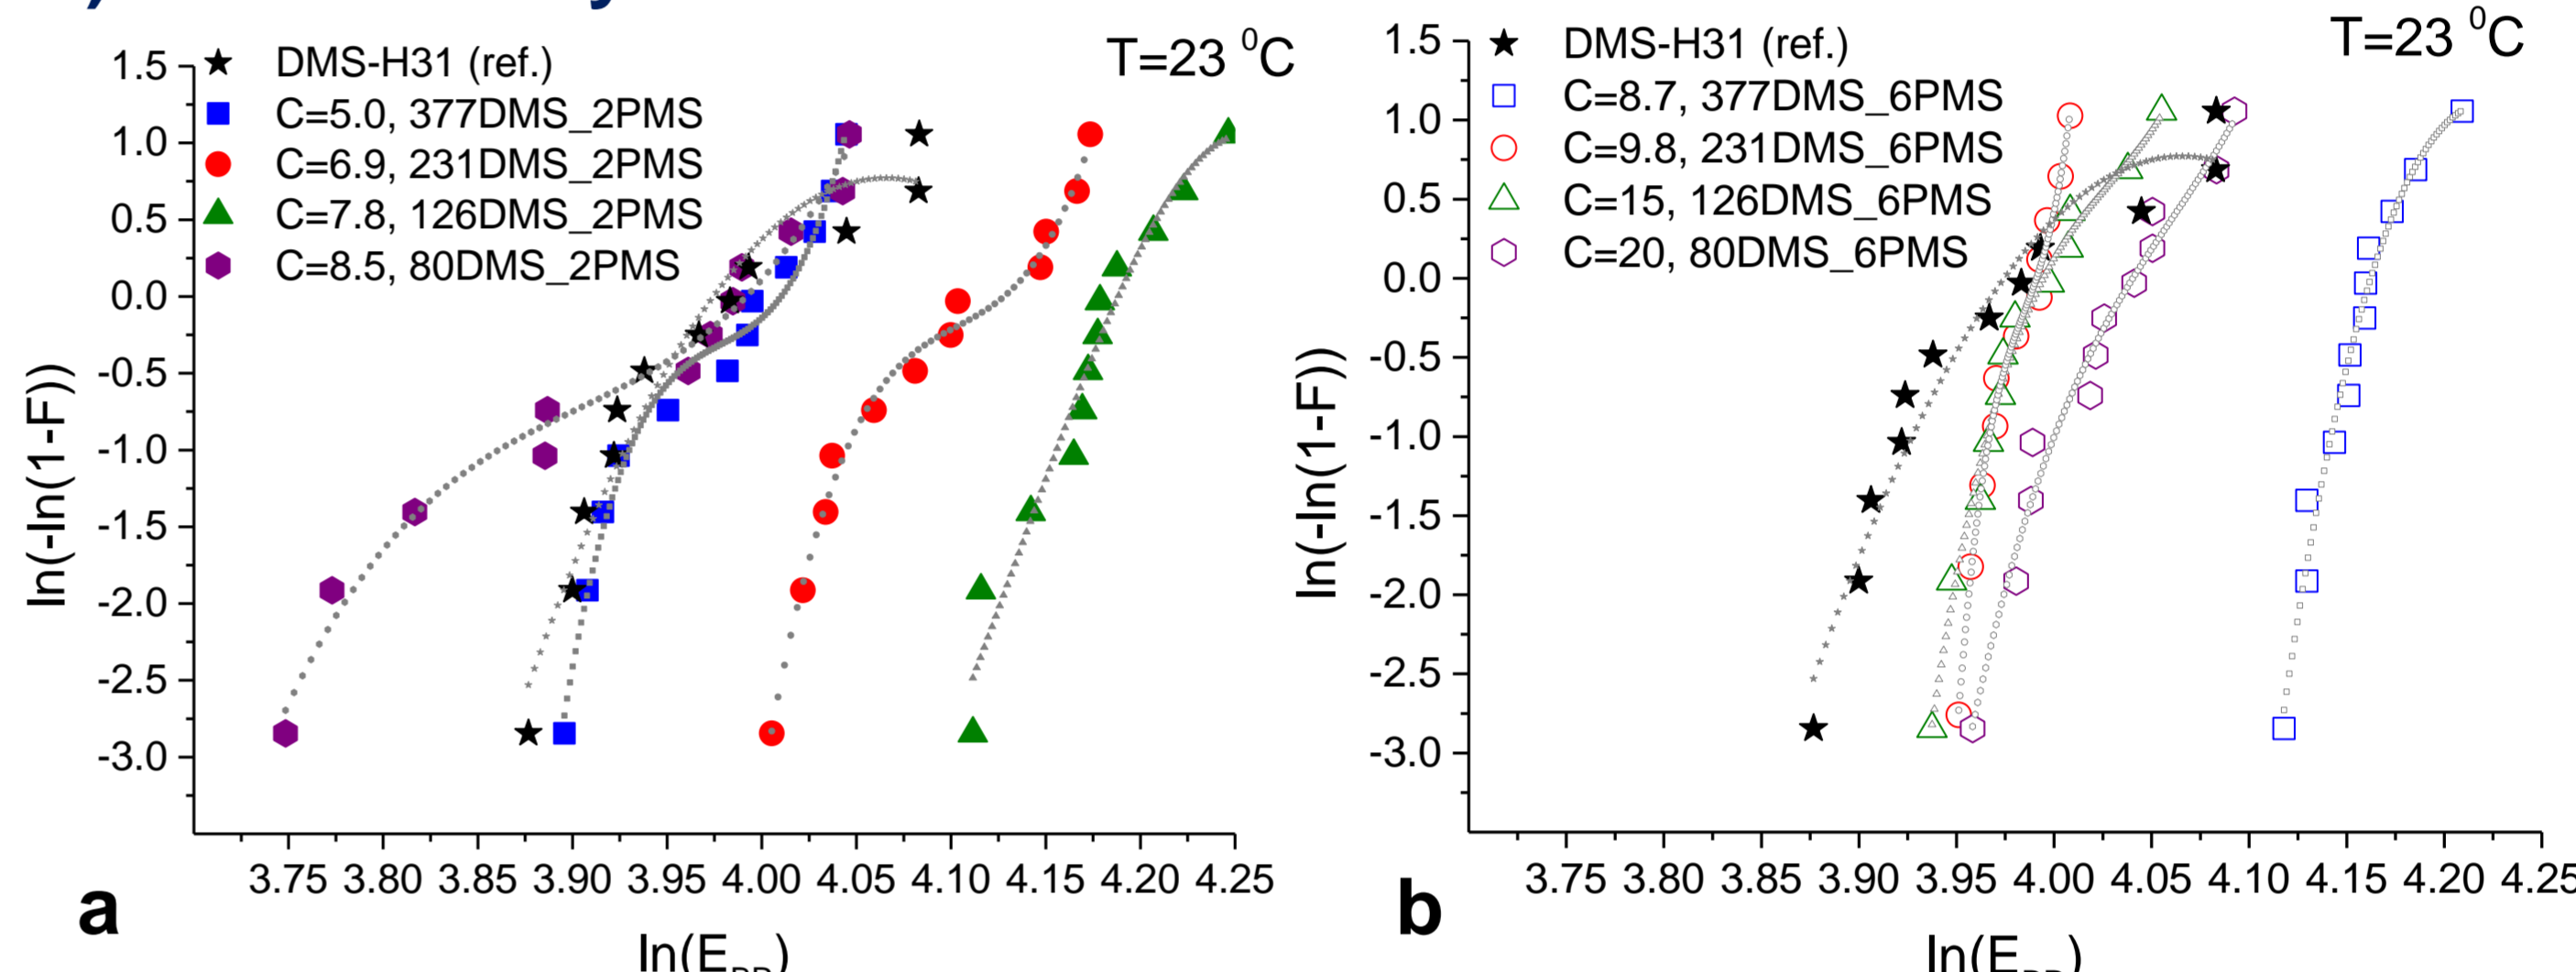 T=23 ⁰C
DMS-H31 (ref.)
C=5.0, 377DMS_2PMS
C=6.9, 231DMS_2PMS
C=7.8, 126DMS_2PMS
C=8.5, 80DMS_2PMS
1.5
1.0
0.5
0.0
-0.5
-1.0
-1.5
-2.0
-2.5
-3.0
ln(-ln(1-F))
3.75 3.80 3.85 3.90 3.95 4.00 4.05 4.10 4.15 4.20 4.25
a
T=23 ⁰C
DMS-H31 (ref.)
C=8.7, 377DMS_6PMS
C=9.8, 231DMS_6PMS
C=15, 126DMS_6PMS
C=20, 80DMS_6PMS
1.5
1.0
0.5
0.0
-0.5
-1.0
-1.5
-2.0
-2.5
-3.0
ln(-ln(1-F))
3.75 3.80 3.85 3.90 3.95 4.00 4.05 4.10 4.15 4.20 4.25
b